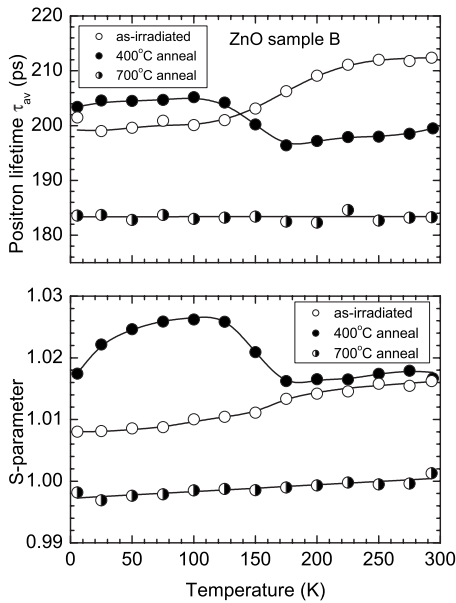 220
210
200
190
180
Positron lifetime τav (ps)
as-irradiated
400°C anneal
700°C anneal
ZnO sample B
1.03
1.02
1.01
1.00
0.99
S-parameter
as-irradiated
400°C anneal
700°C anneal
0 50 100 150 200 250 300
Temperature (K)